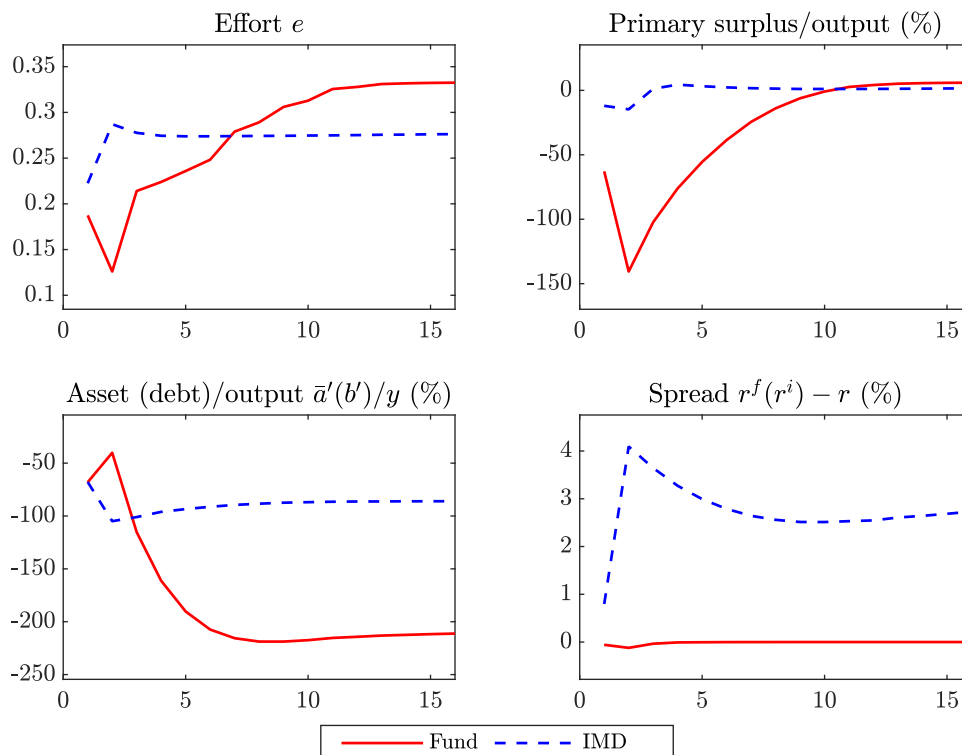 Effort e
0.35
0.3
0.25
0.2
0.15
0.1
0 5 10 15
Primary surplus/output (%)
0
-50
-100
-150
0 5 10 15
Asset (debt)/output ā′(b′)/y (%)
-50
-100
-150
-200
-250
0 5 10 15
Spread r^f(r^i) − r (%)
4
3
2
1
0
0 5 10 15
Fund IMD